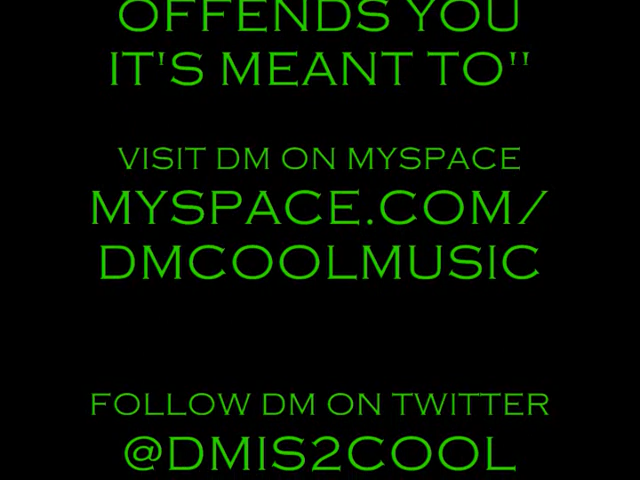 OFFENDS YOU
IT'S MEANT TO"
VISIT DM ON MYSPACE
MYSPACE.COM/
DMCOOLMUSIC
FOLLOW DM ON TWITTER
@DMIS2COOL